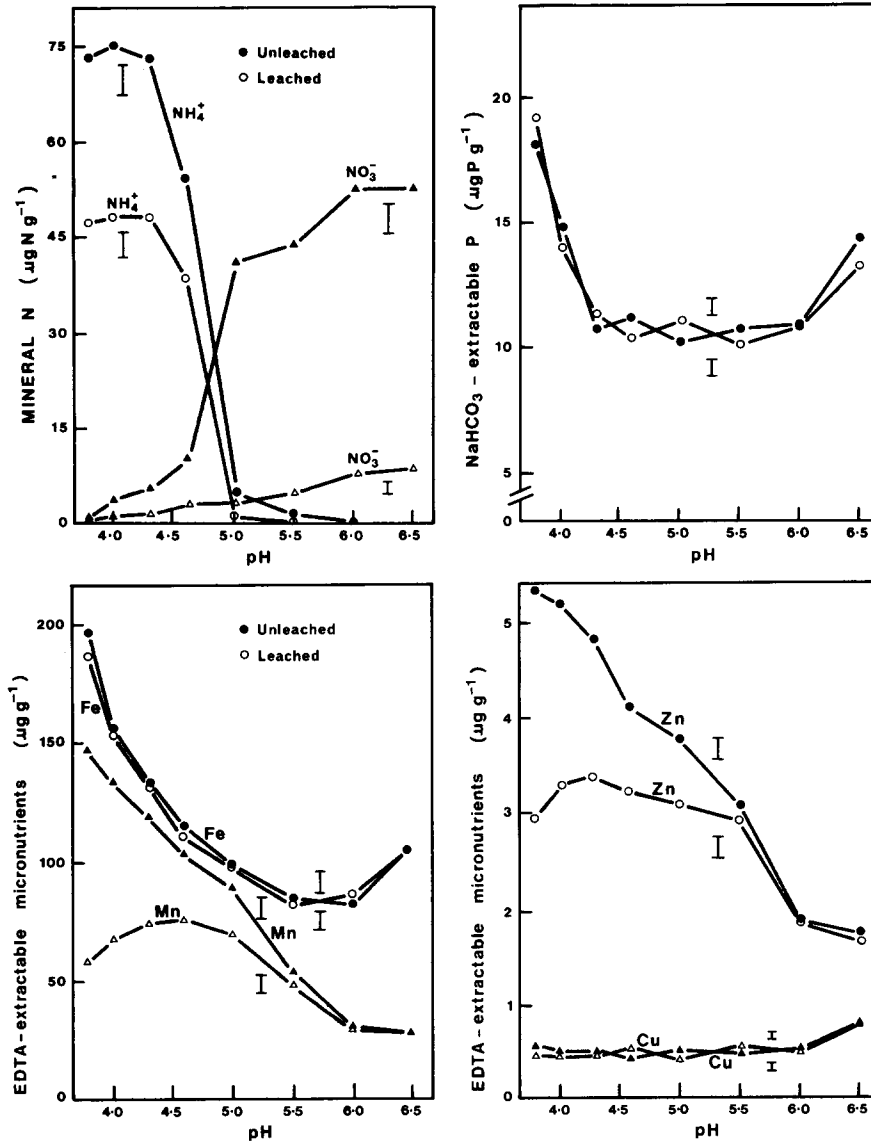 75
60
45
30
15
0
MINERAL N (µg N g⁻¹)
● Unleached
○ Leached
NH₄⁺
NH₄⁺
NO₃⁻
NO₃⁻
4.0 4.5 5.0 5.5 6.0 6.5
pH
20
15
10
5
0
NaHCO₃ – extractable P (µg P g⁻¹)
4.0 4.5 5.0 5.5 6.0 6.5
pH
200
150
100
50
0
EDTA – extractable micronutrients (µg g⁻¹)
● Unleached
○ Leached
Fe
Fe
Mn
Mn
4.0 4.5 5.0 5.5 6.0 6.5
pH
5
4
3
2
1
0
EDTA – extractable micronutrients (µg g⁻¹)
Zn
Zn
Cu
Cu
4.0 4.5 5.0 5.5 6.0 6.5
pH